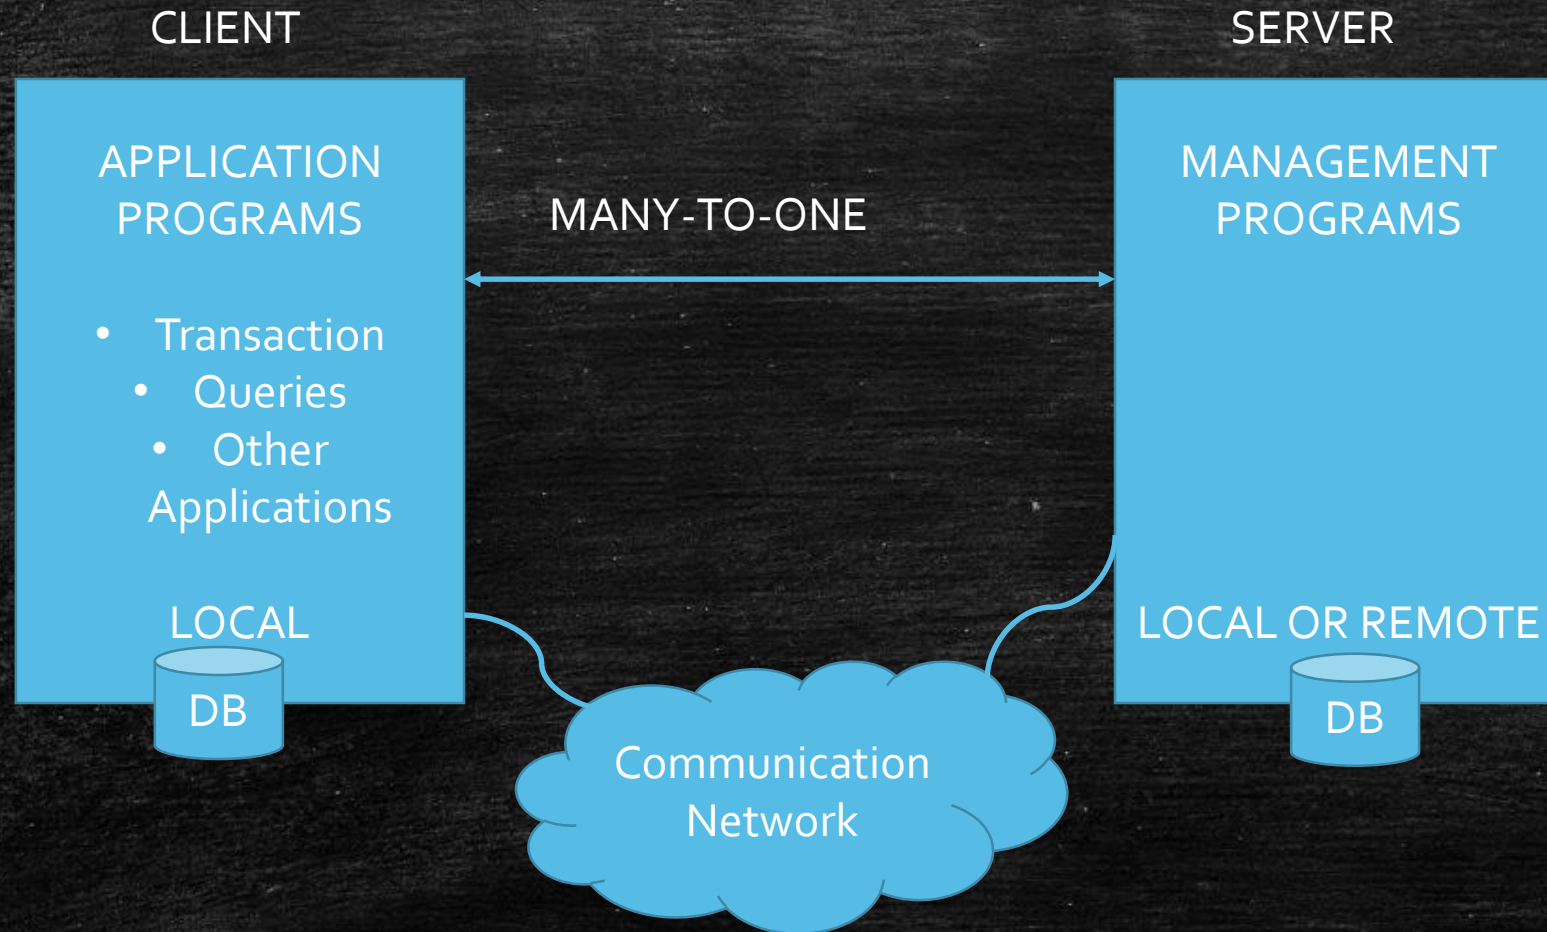 CLIENT
SERVER
APPLICATION
PROGRAMS
• Transaction
• Queries
• Other
Applications
LOCAL
DB
MANY-TO-ONE
MANAGEMENT
PROGRAMS
LOCAL OR REMOTE
DB
Communication
Network